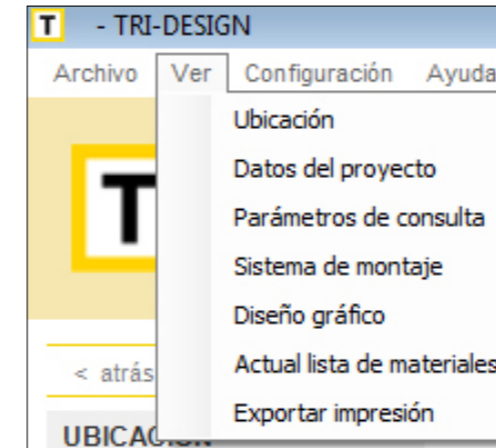 T - TRI-DESIGN
Archivo Ver Configuración Ayuda
T
Ubicación
Datos del proyecto
Parámetros de consulta
Sistema de montaje
Diseño gráfico
Actual lista de materiales
Exportar impresión
< atrás
UBICACIÓN